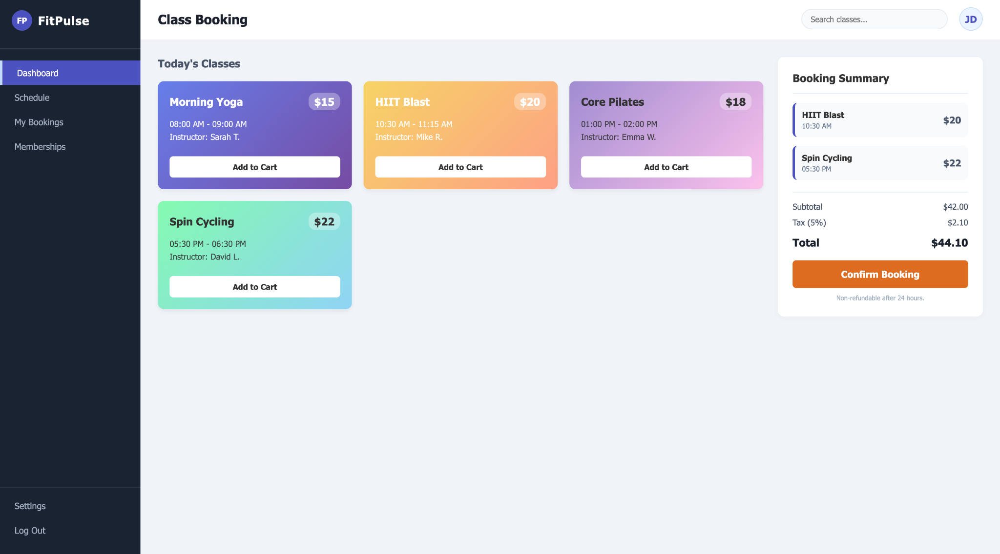 FP FitPulse
Dashboard
Schedule
My Bookings
Memberships
Settings
Log Out
Class Booking
Search classes...
JD
Today's Classes
Morning Yoga $15
08:00 AM - 09:00 AM
Instructor: Sarah T.
Add to Cart
HIIT Blast $20
10:30 AM - 11:15 AM
Instructor: Mike R.
Add to Cart
Core Pilates $18
01:00 PM - 02:00 PM
Instructor: Emma W.
Add to Cart
Spin Cycling $22
05:30 PM - 06:30 PM
Instructor: David L.
Add to Cart
Booking Summary
HIIT Blast
10:30 AM
$20
Spin Cycling
05:30 PM
$22
Subtotal $42.00
Tax (5%) $2.10
Total $44.10
Confirm Booking
Non-refundable after 24 hours.